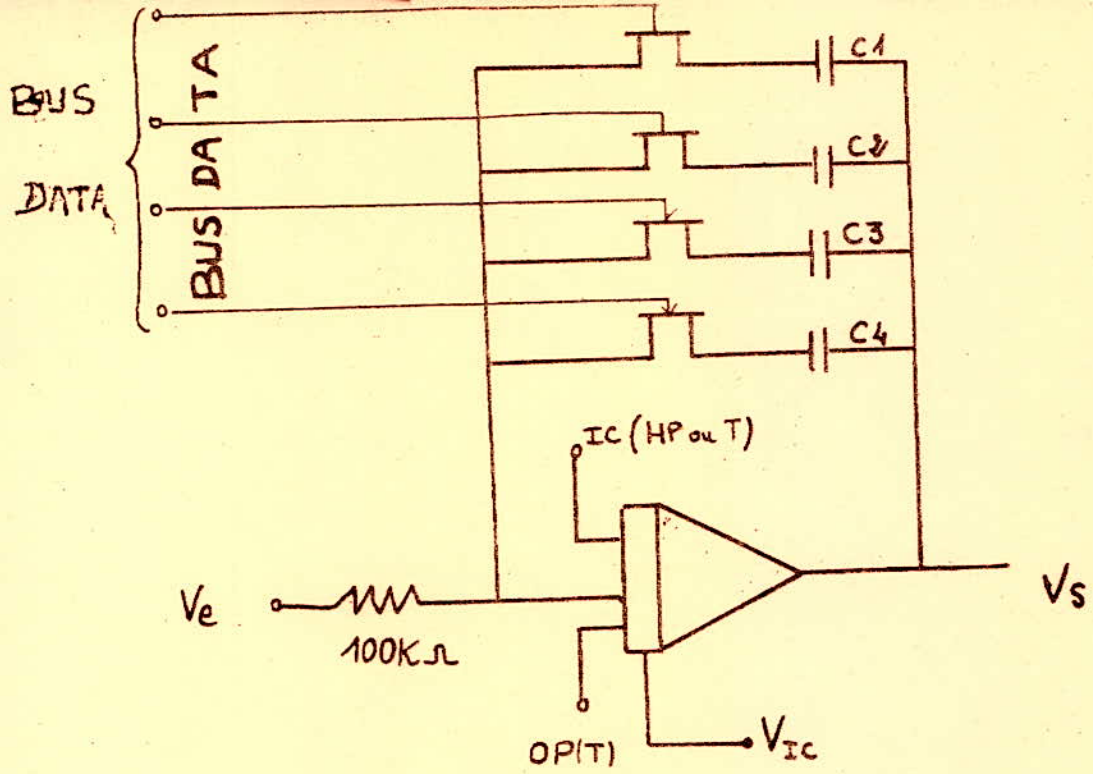 BUS
DATA
BUS DATA
C1
C2
C3
C4
IC (HP ou T)
Ve
100KΩ
OP(T)
VIC
Vs